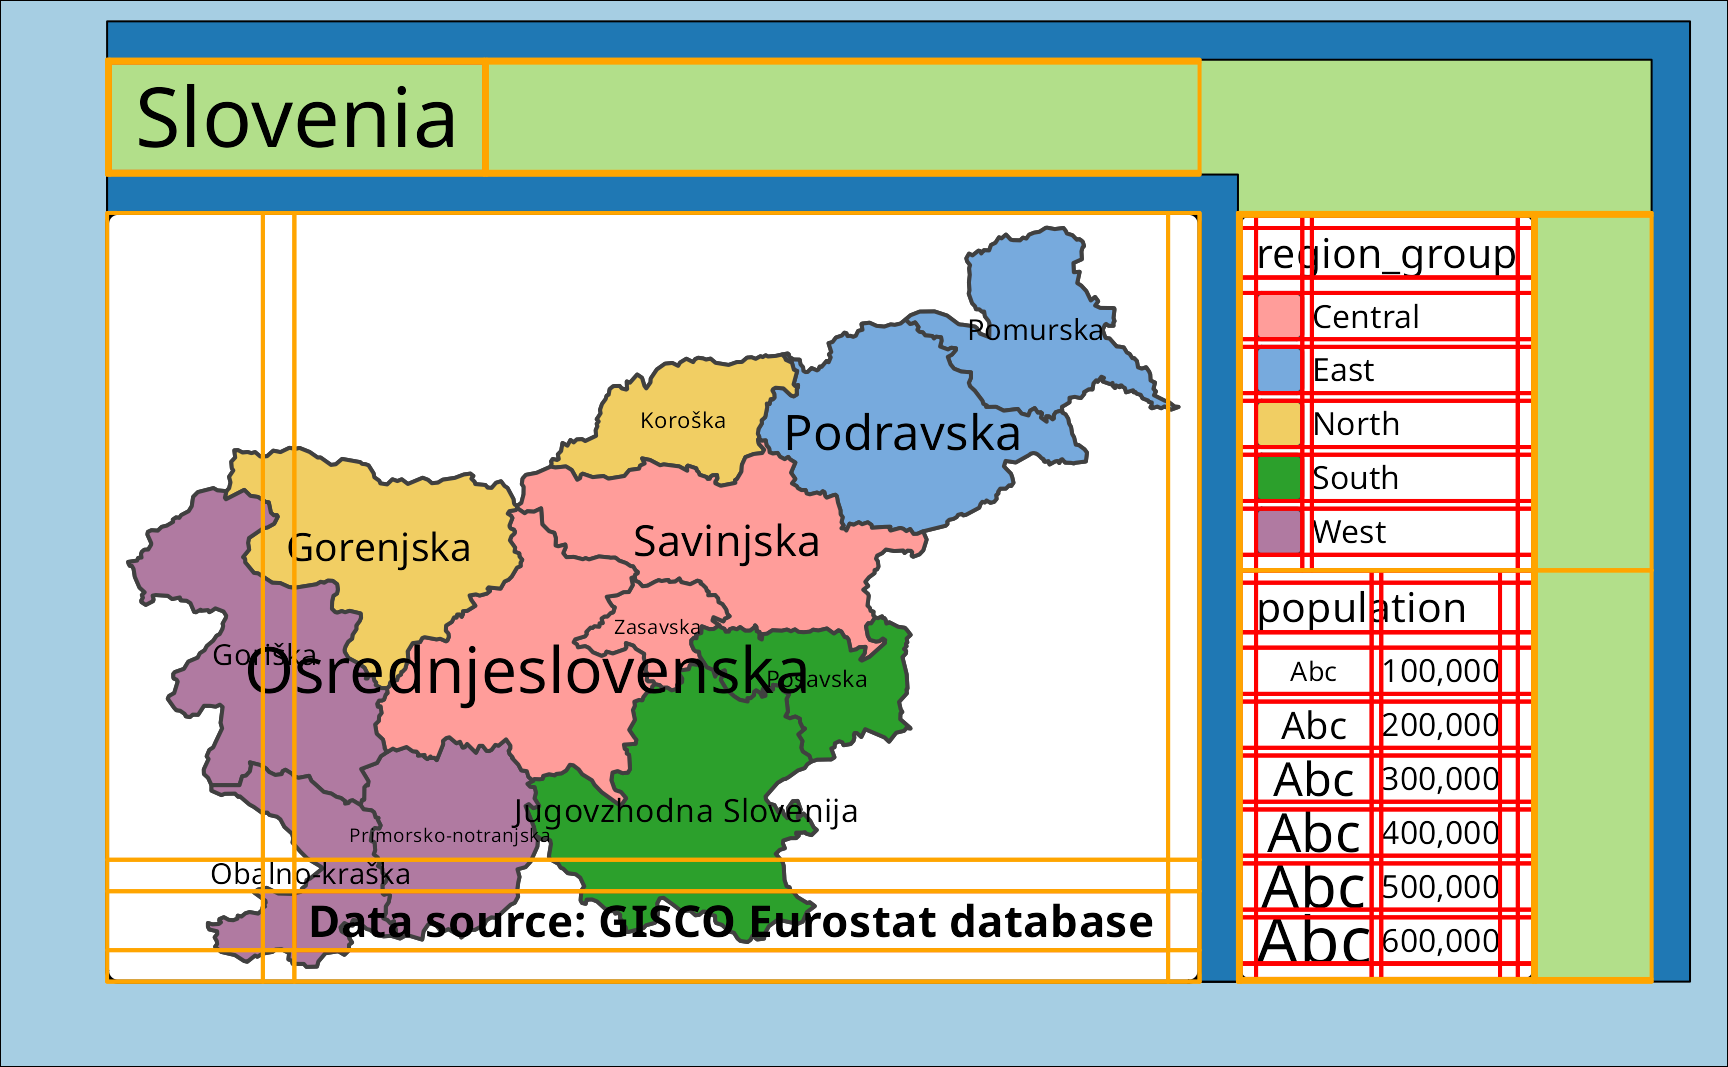 Slovenia
Pomurska
Koroška
Podravska
Gorenjska
Savinjska
Zasavska
Goriška
Osrednjeslovenska
Posavska
Jugovzhodna Slovenija
Primorsko-notranjska
Obalno-kraška
Data source: GISCO Eurostat database
region_group
Central
East
North
South
West
population
Abc 100,000
Abc 200,000
Abc 300,000
Abc 400,000
Abc 500,000
Abc 600,000